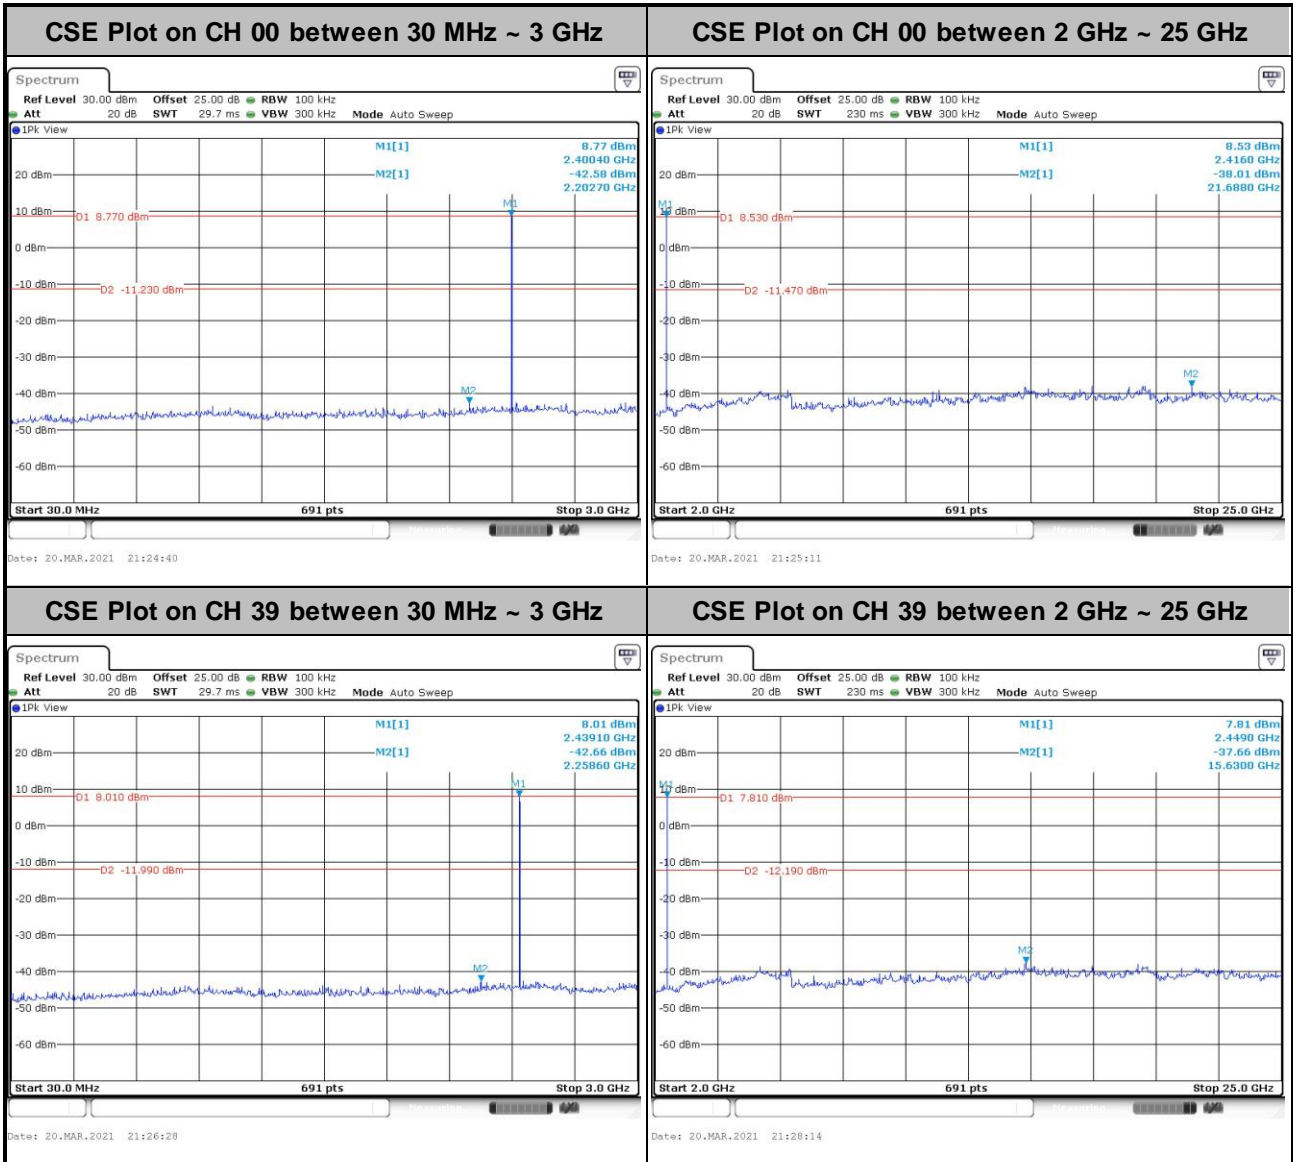 CSE Plot on CH 00 between 30 MHz ~ 3 GHz
Spectrum
Ref Level 30.00 dBm Offset 25.00 dB RBW 100 kHz
Att 20 dB SWT 29.7 ms VBW 300 kHz Mode Auto Sweep
1Pk View
M1[1] 8.77 dBm
2.40040 GHz
20 dBm M2[1] -42.58 dBm
2.20270 GHz
M1
10 dBm
D1 8.770 dBm
0 dBm
-10 dBm
D2 -11.230 dBm
-20 dBm
-30 dBm
M2
-40 dBm
-50 dBm
-60 dBm
Start 30.0 MHz 691 pts Stop 3.0 GHz
Date: 20.MAR.2021 21:24:40
CSE Plot on CH 00 between 2 GHz ~ 25 GHz
Spectrum
Ref Level 30.00 dBm Offset 25.00 dB RBW 100 kHz
Att 20 dB SWT 230 ms VBW 300 kHz Mode Auto Sweep
1Pk View
M1[1] 8.53 dBm
2.4160 GHz
20 dBm M2[1] -38.01 dBm
21.6880 GHz
M1
10 dBm
D1 8.530 dBm
0 dBm
-10 dBm
D2 -11.470 dBm
-20 dBm
-30 dBm
M2
-40 dBm
-50 dBm
-60 dBm
Start 2.0 GHz 691 pts Stop 25.0 GHz
Date: 20.MAR.2021 21:25:11
CSE Plot on CH 39 between 30 MHz ~ 3 GHz
Spectrum
Ref Level 30.00 dBm Offset 25.00 dB RBW 100 kHz
Att 20 dB SWT 29.7 ms VBW 300 kHz Mode Auto Sweep
1Pk View
M1[1] 8.01 dBm
2.43910 GHz
20 dBm M2[1] -42.66 dBm
2.25860 GHz
M1
10 dBm
D1 8.010 dBm
0 dBm
-10 dBm
D2 -11.990 dBm
-20 dBm
-30 dBm
M2
-40 dBm
-50 dBm
-60 dBm
Start 30.0 MHz 691 pts Stop 3.0 GHz
Date: 20.MAR.2021 21:26:28
CSE Plot on CH 39 between 2 GHz ~ 25 GHz
Spectrum
Ref Level 30.00 dBm Offset 25.00 dB RBW 100 kHz
Att 20 dB SWT 230 ms VBW 300 kHz Mode Auto Sweep
1Pk View
M1[1] 7.81 dBm
2.4490 GHz
20 dBm M2[1] -37.66 dBm
15.6300 GHz
M1
10 dBm
D1 7.810 dBm
0 dBm
-10 dBm
D2 -12.190 dBm
-20 dBm
-30 dBm
M2
-40 dBm
-50 dBm
-60 dBm
Start 2.0 GHz 691 pts Stop 25.0 GHz
Date: 20.MAR.2021 21:28:14